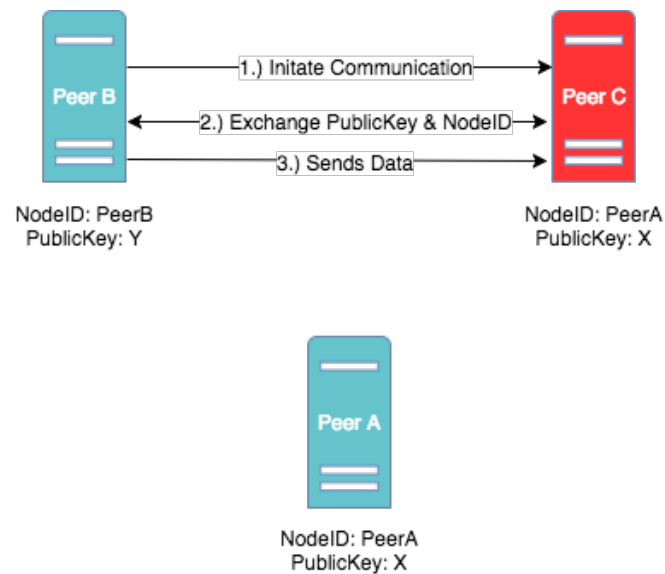 1.) Initate Communication
Peer B
Peer C
2.) Exchange PublicKey & NodeID
3.) Sends Data
NodeID: PeerB
PublicKey: Y
NodeID: PeerA
PublicKey: X
Peer A
NodeID: PeerA
PublicKey: X